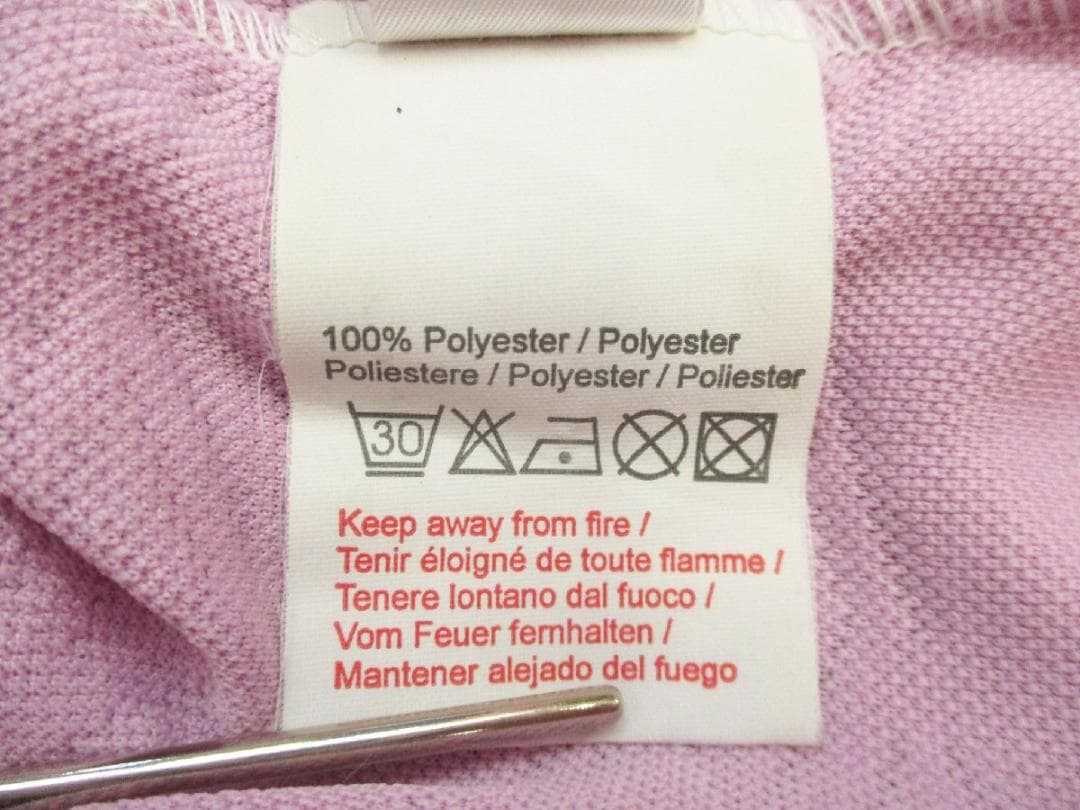 100% Polyester / Polyester
Poliestere / Polyester / Poliester
30
Keep away from fire /
Tenir éloigné de toute flamme /
Tenere lontano dal fuoco /
Vom Feuer fernhalten /
Mantener alejado del fuego